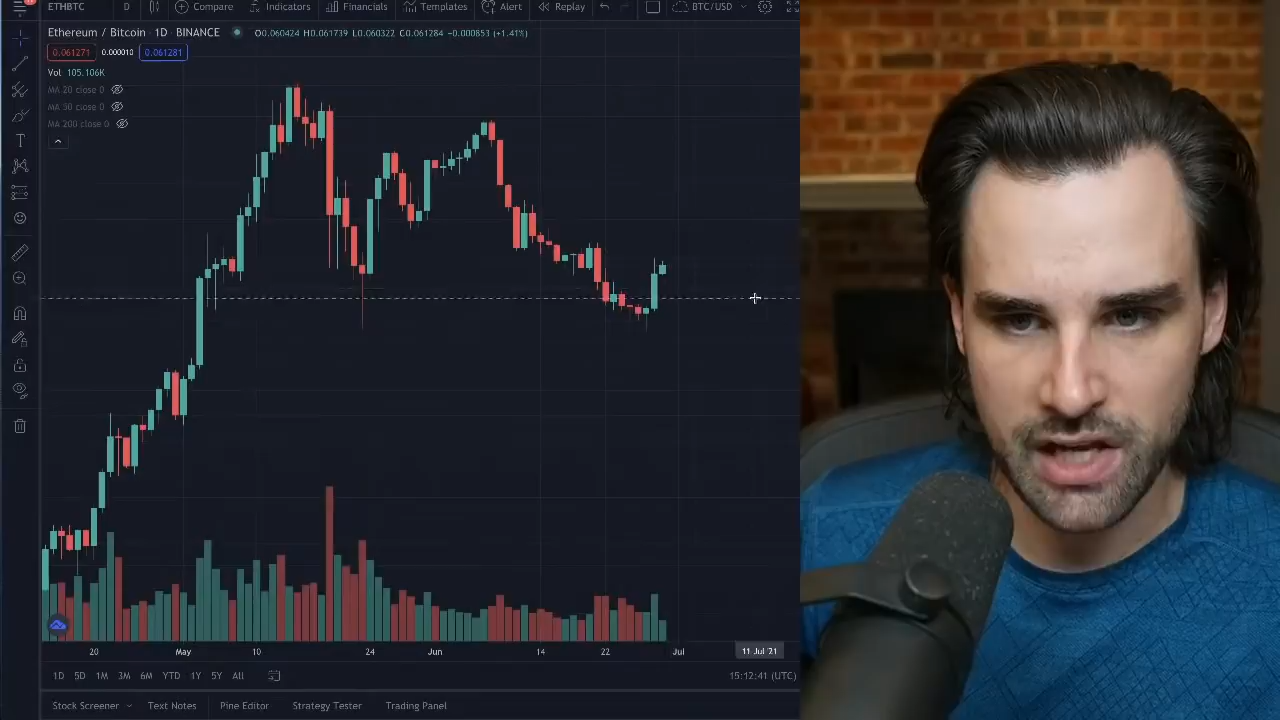 ETHBTC D Compare Indicators Financials Templates Alert Replay BTC/USD
Ethereum / Bitcoin · 1D · BINANCE O0.060424 H0.061739 L0.060322 C0.061284 −0.000853 (+1.41%)
0.061271 0.000010 0.061281
Vol 105.106K
MA 20 close 0
MA 50 close 0
MA 200 close 0
20 May 10 24 Jun 14 22 Jul 11 Jul '21
1D 5D 1M 3M 6M YTD 1Y 5Y All 15:12:41 (UTC)
Stock Screener Text Notes Pine Editor Strategy Tester Trading Panel